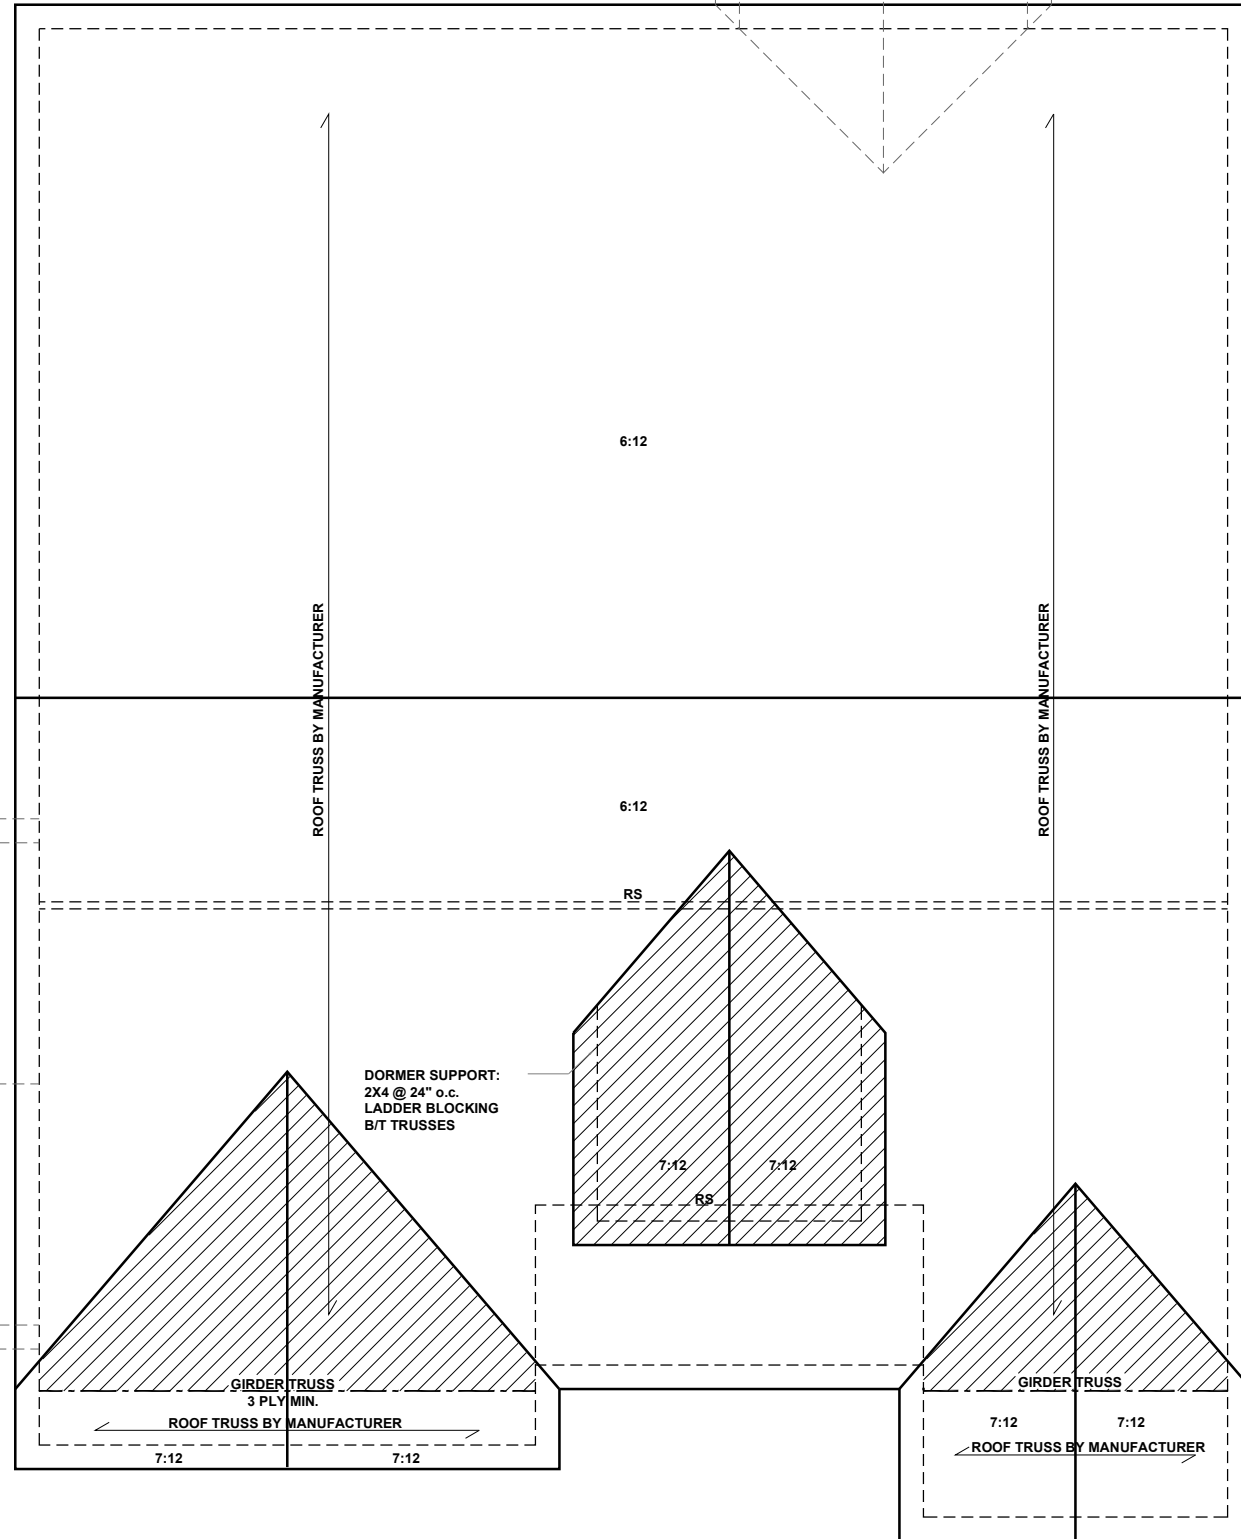 6:12
ROOF TRUSS BY MANUFACTURER
ROOF TRUSS BY MANUFACTURER
6:12
RS
DORMER SUPPORT:
2X4 @ 24" o.c.
LADDER BLOCKING
B/T TRUSSES
7:12
7:12
RS
GIRDER TRUSS
3 PLY MIN.
ROOF TRUSS BY MANUFACTURER
7:12
7:12
GIRDER TRUSS
7:12
7:12
ROOF TRUSS BY MANUFACTURER